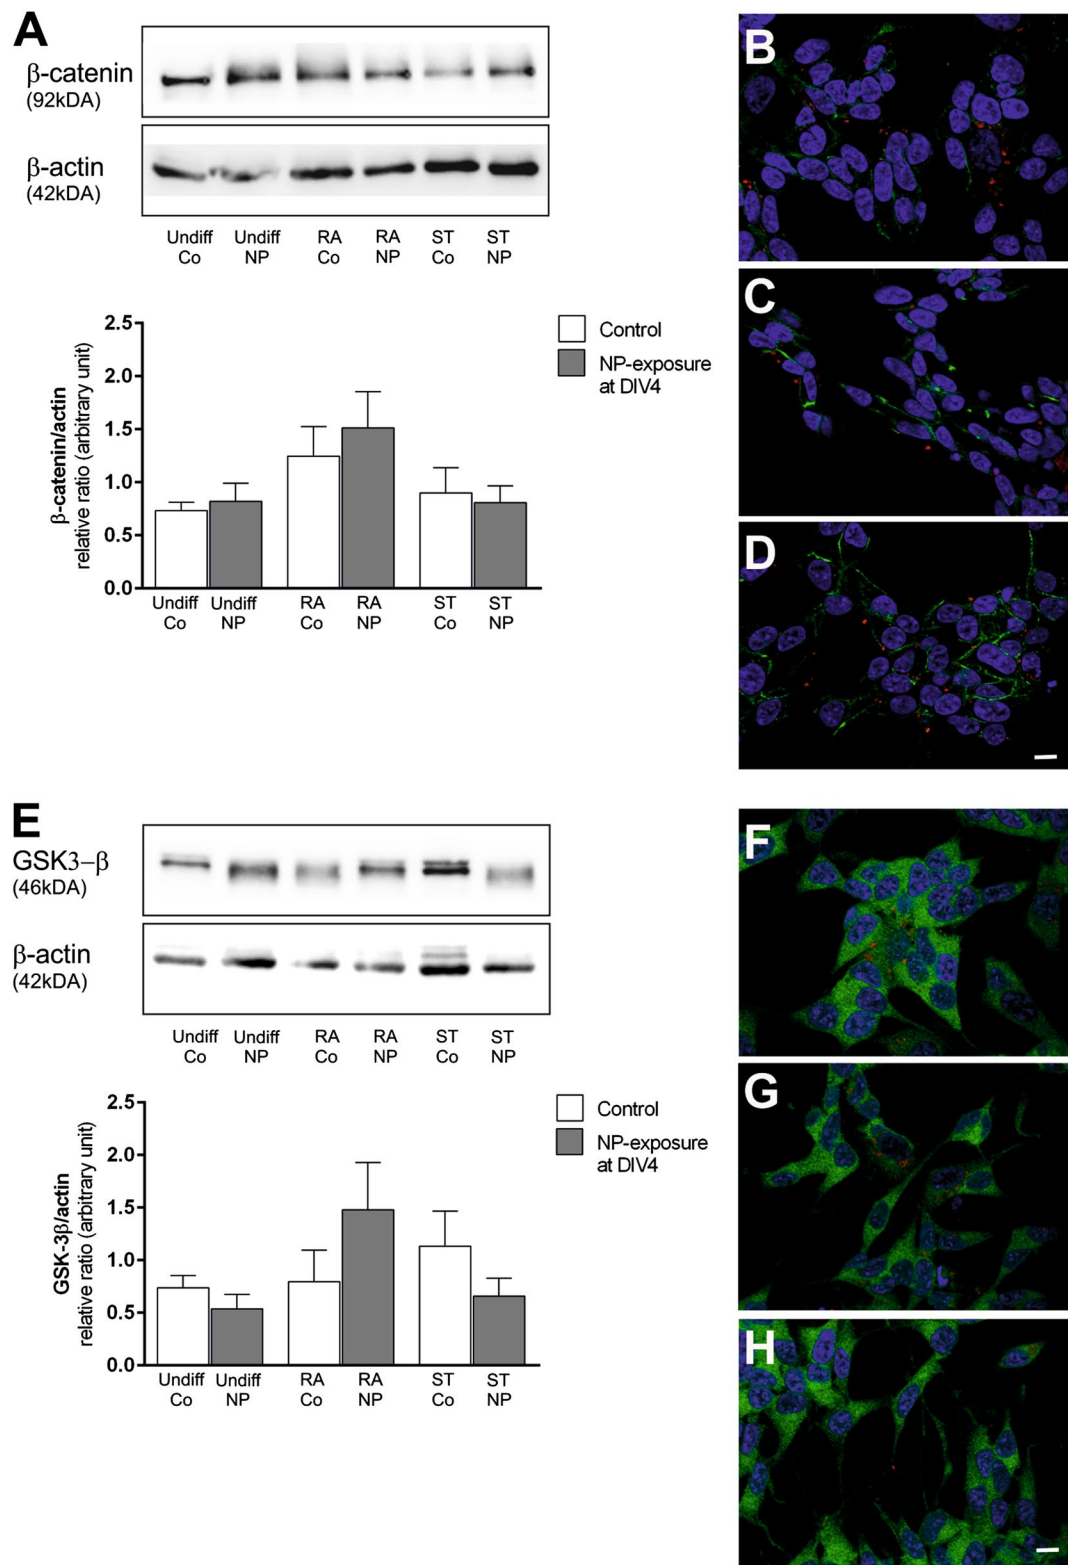 A
β-catenin
(92kDA)
β-actin
(42kDA)
Undiff Undiff RA RA ST ST
Co NP Co NP Co NP
2.5
2.0
1.5
1.0
0.5
0.0
β-catenin/actin
relative ratio (arbitrary unit)
Control
NP-exposure
at DIV4
Undiff Undiff RA RA ST ST
Co NP Co NP Co NP
B
C
D
E
GSK3-β
(46kDA)
β-actin
(42kDA)
Undiff Undiff RA RA ST ST
Co NP Co NP Co NP
2.5
2.0
1.5
1.0
0.5
0.0
GSK-3β/actin
relative ratio (arbitrary unit)
Control
NP-exposure
at DIV4
Undiff Undiff RA RA ST ST
Co NP Co NP Co NP
F
G
H